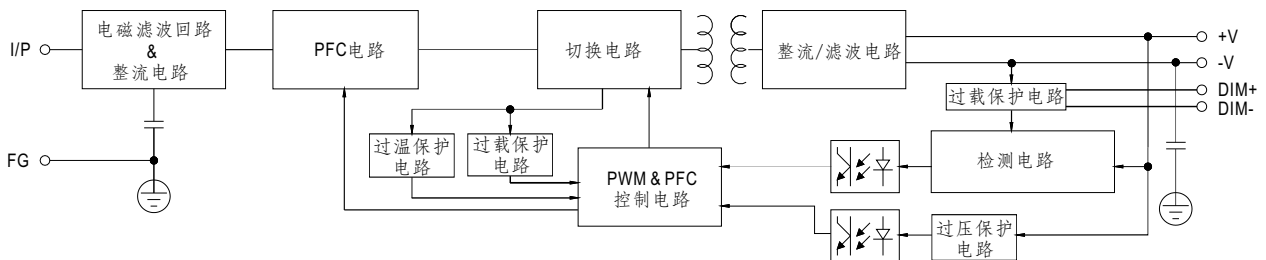 I/P
电磁滤波回路
&
整流电路
PFC电路
切换电路
整流/滤波电路
+V
-V
过载保护电路
DIM+
DIM-
过温保护
电路
过载保护
电路
PWM & PFC
控制电路
检测电路
过压保护
电路
FG